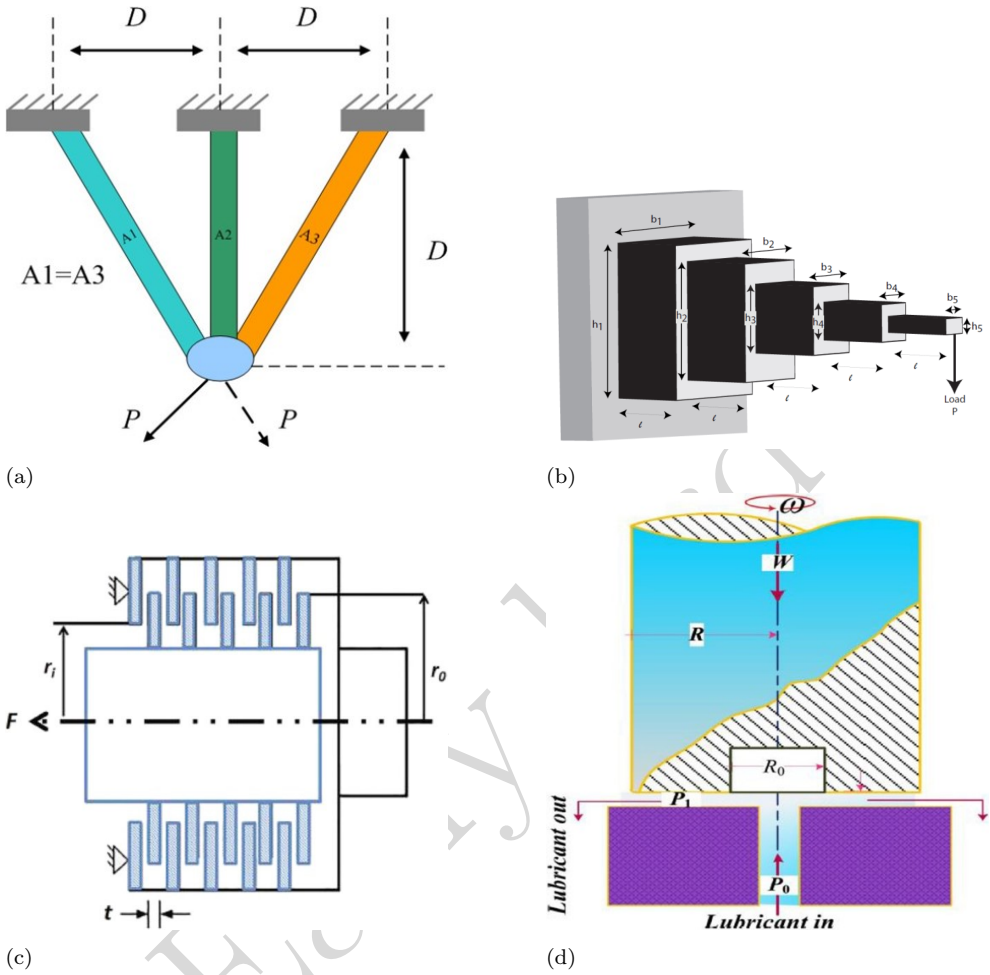 D D
A1 A2 A3
D
A1=A3
P P
(a)
b₁
b₂
b₃
b₄
b₅
h₁ h₂ h₃ h₄ h₅
ℓ ℓ ℓ ℓ ℓ
Load
P
(b)
rᵢ r₀
F
t
(c)
ω
W
R
R₀
P₁
P₀
Lubricant out
Lubricant in
(d)